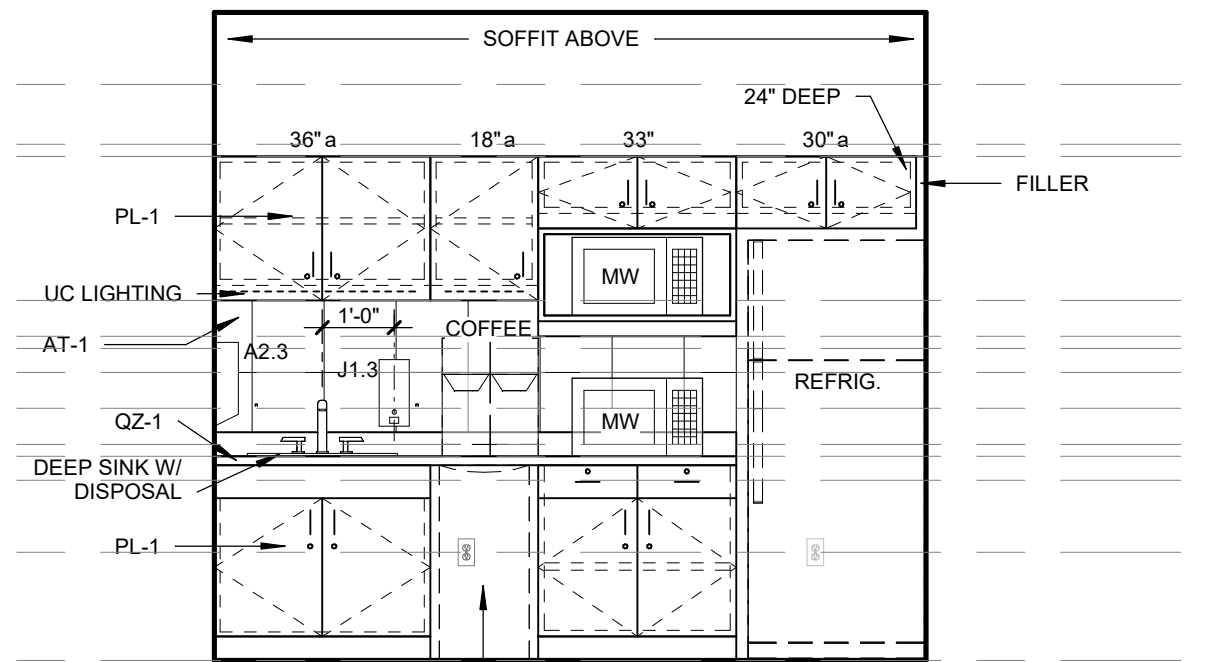 SOFFIT ABOVE
24" DEEP
36" a
18" a
33"
30" a
FILLER
PL-1
MW
UC LIGHTING
1'-0"
COFFEE
AT-1
A2.3
J1.3
REFRIG.
QZ-1
MW
DEEP SINK W/
DISPOSAL
PL-1